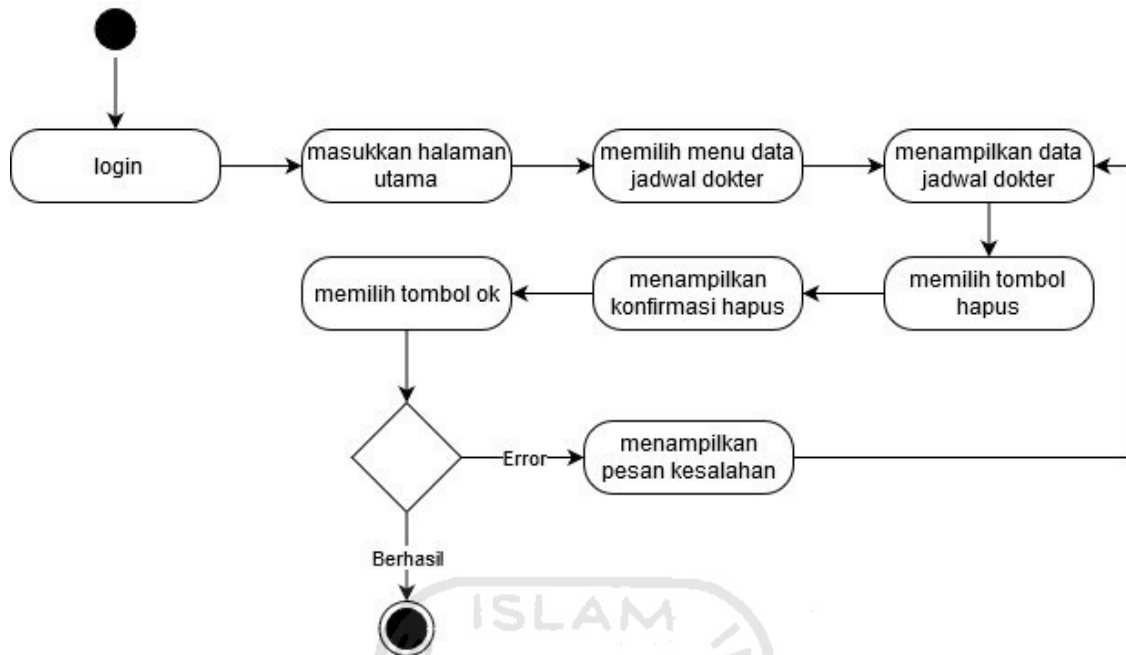 login
masukkan halaman
utama
memilih menu data
jadwal dokter
menampilkan data
jadwal dokter
memilih tombol ok
menampilkan
konfirmasi hapus
memilih tombol
hapus
Error
menampilkan
pesan kesalahan
Berhasil
ISLAM